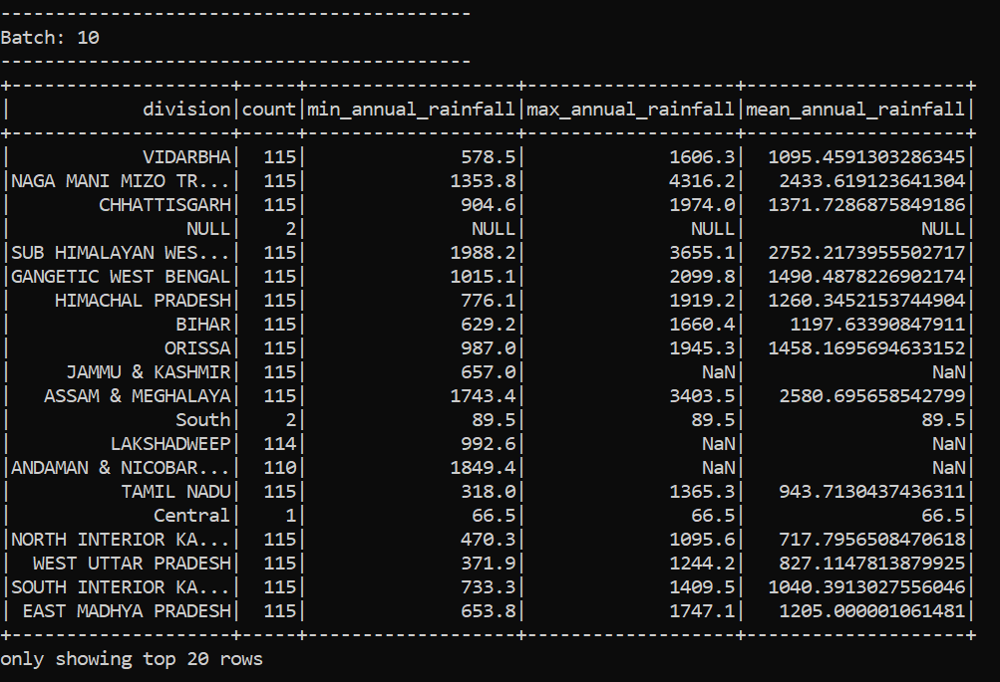 -------------------------------------------
Batch: 10
-------------------------------------------
+--------------------+-----+-------------------+-------------------+--------------------+
|            division|count|min_annual_rainfall|max_annual_rainfall|mean_annual_rainfall|
+--------------------+-----+-------------------+-------------------+--------------------+
|            VIDARBHA|  115|              578.5|             1606.3|  1095.4591303286345|
|NAGA MANI MIZO TR...|  115|             1353.8|             4316.2|   2433.619123641304|
|        CHHATTISGARH|  115|              904.6|             1974.0|  1371.7286875849186|
|                NULL|    2|               NULL|               NULL|                NULL|
|SUB HIMALAYAN WES...|  115|             1988.2|             3655.1|  2752.2173955502717|
|GANGETIC WEST BENGAL|  115|             1015.1|             2099.8|  1490.4878226902174|
|    HIMACHAL PRADESH|  115|              776.1|             1919.2|  1260.3452153744904|
|               BIHAR|  115|              629.2|             1660.4|    1197.63390847911|
|              ORISSA|  115|              987.0|             1945.3|  1458.1695694633152|
|     JAMMU & KASHMIR|  115|              657.0|                NaN|                 NaN|
|   ASSAM & MEGHALAYA|  115|             1743.4|             3403.5|   2580.695658542799|
|               South|    2|               89.5|               89.5|                89.5|
|         LAKSHADWEEP|  114|              992.6|                NaN|                 NaN|
|ANDAMAN & NICOBAR...|  110|             1849.4|                NaN|                 NaN|
|          TAMIL NADU|  115|              318.0|             1365.3|   943.7130437436311|
|             Central|    1|               66.5|               66.5|                66.5|
|NORTH INTERIOR KA...|  115|              470.3|             1095.6|   717.7956508470618|
|  WEST UTTAR PRADESH|  115|              371.9|             1244.2|   827.1147813879925|
|SOUTH INTERIOR KA...|  115|              733.3|             1409.5|  1040.3913027556046|
| EAST MADHYA PRADESH|  115|              653.8|             1747.1|   1205.000001061481|
+--------------------+-----+-------------------+-------------------+--------------------+
only showing top 20 rows